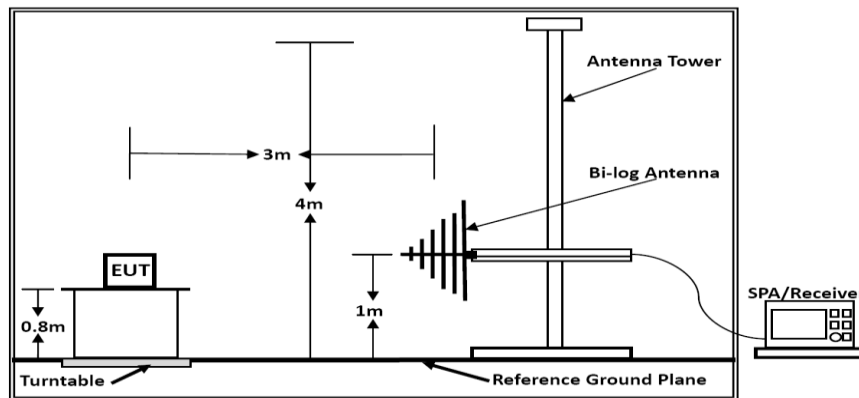 Antenna Tower
3m
Bi-log Antenna
4m
EUT
SPA/Receive
1m
0.8m
Turntable
Reference Ground Plane